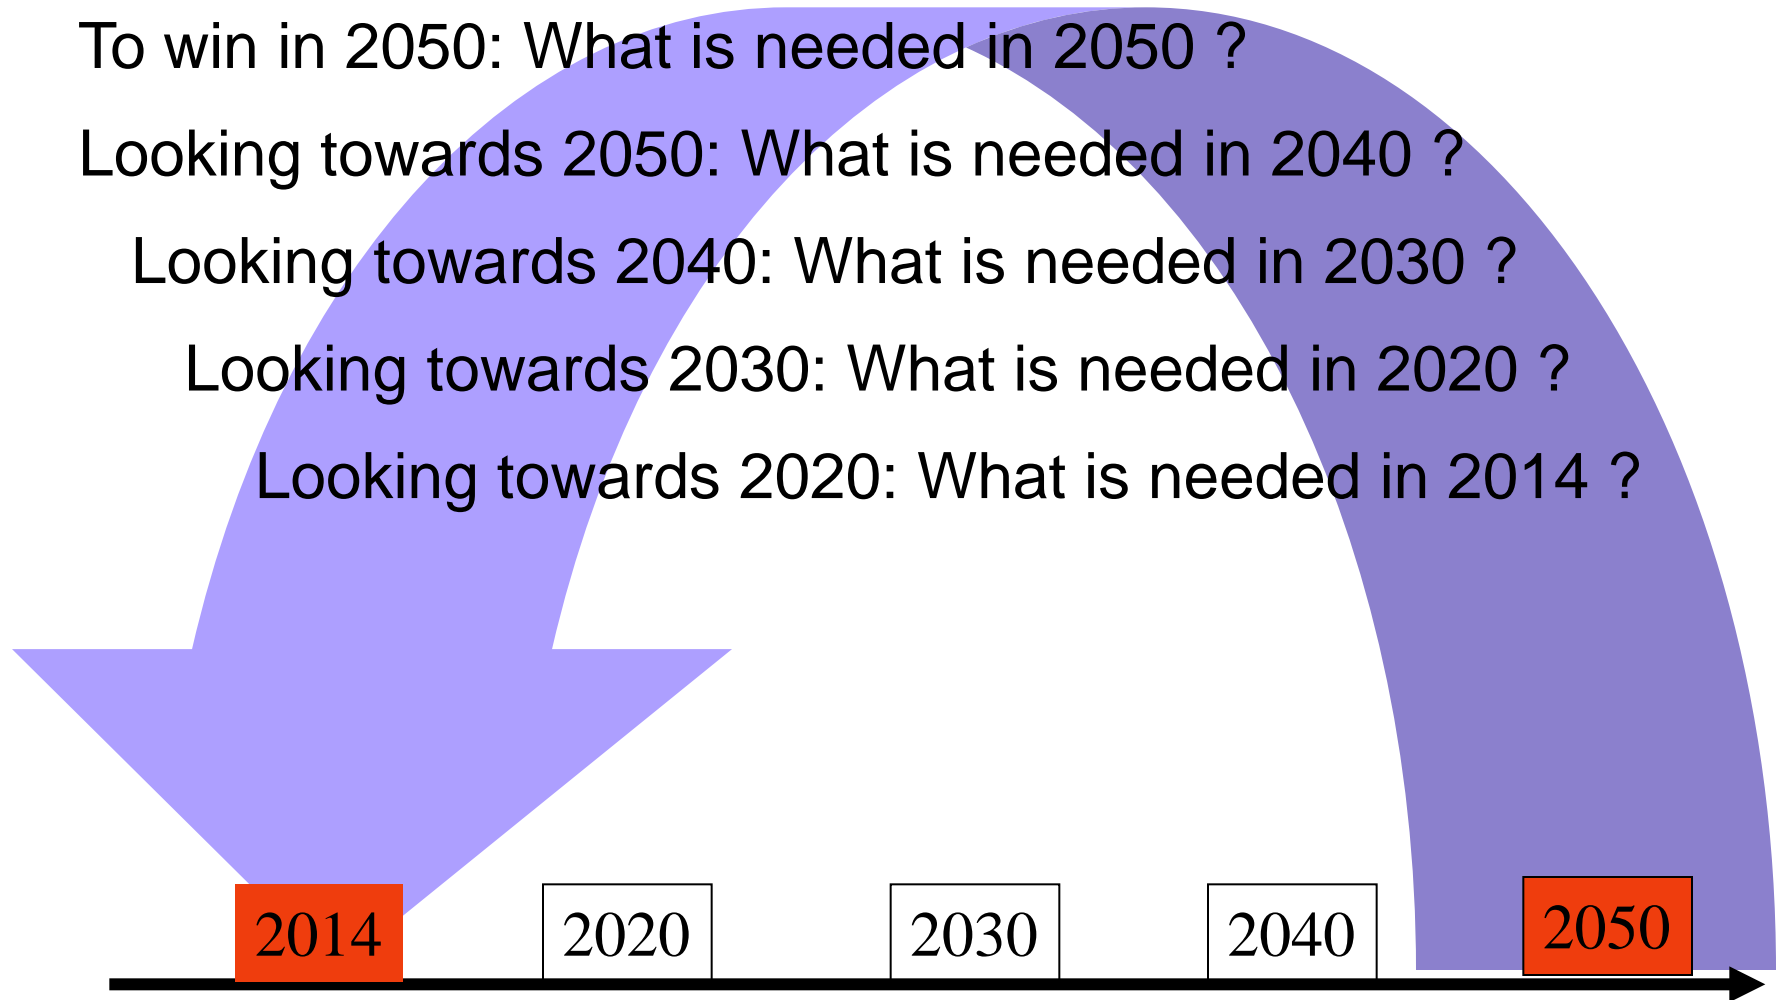 To win in 2050: What is needed in 2050 ?
Looking towards 2050: What is needed in 2040 ?
Looking towards 2040: What is needed in 2030 ?
Looking towards 2030: What is needed in 2020 ?
Looking towards 2020: What is needed in 2014 ?
2014 2020 2030 2040 2050